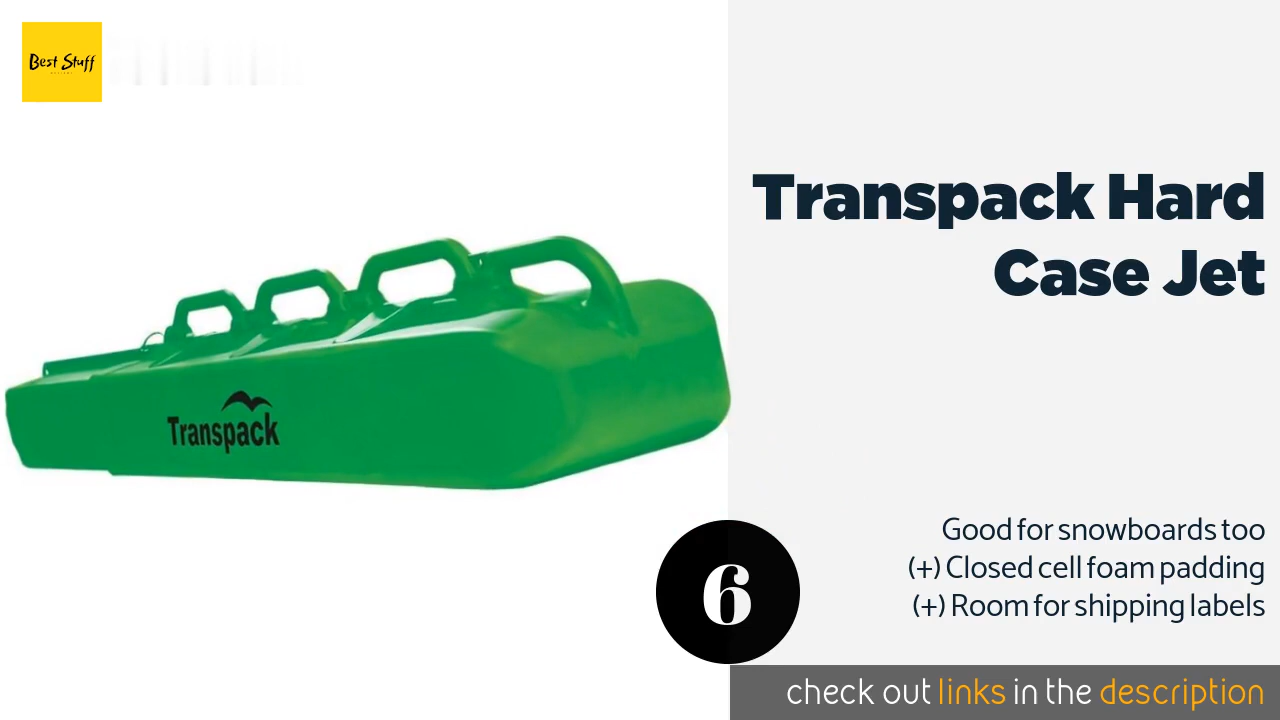 Best Stuff
Transpack Hard
Case Jet
Transpack
Good for snowboards too
(+) Closed cell foam padding
(+) Room for shipping labels
6
check out links in the description